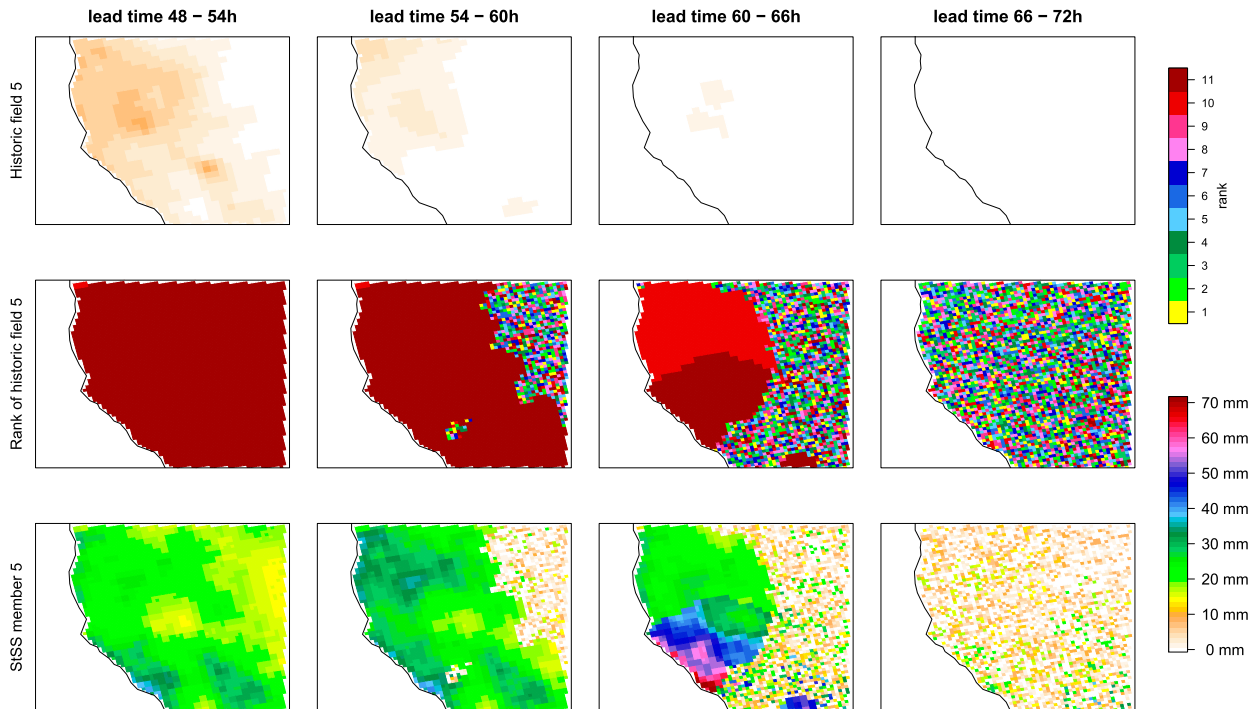 lead time 48 − 54h
lead time 54 − 60h
lead time 60 − 66h
lead time 66 − 72h
Historic field 5
Rank of historic field 5
StSS member 5
11
10
9
8
7
6
5
4
3
2
1
rank
70 mm
60 mm
50 mm
40 mm
30 mm
20 mm
10 mm
0 mm